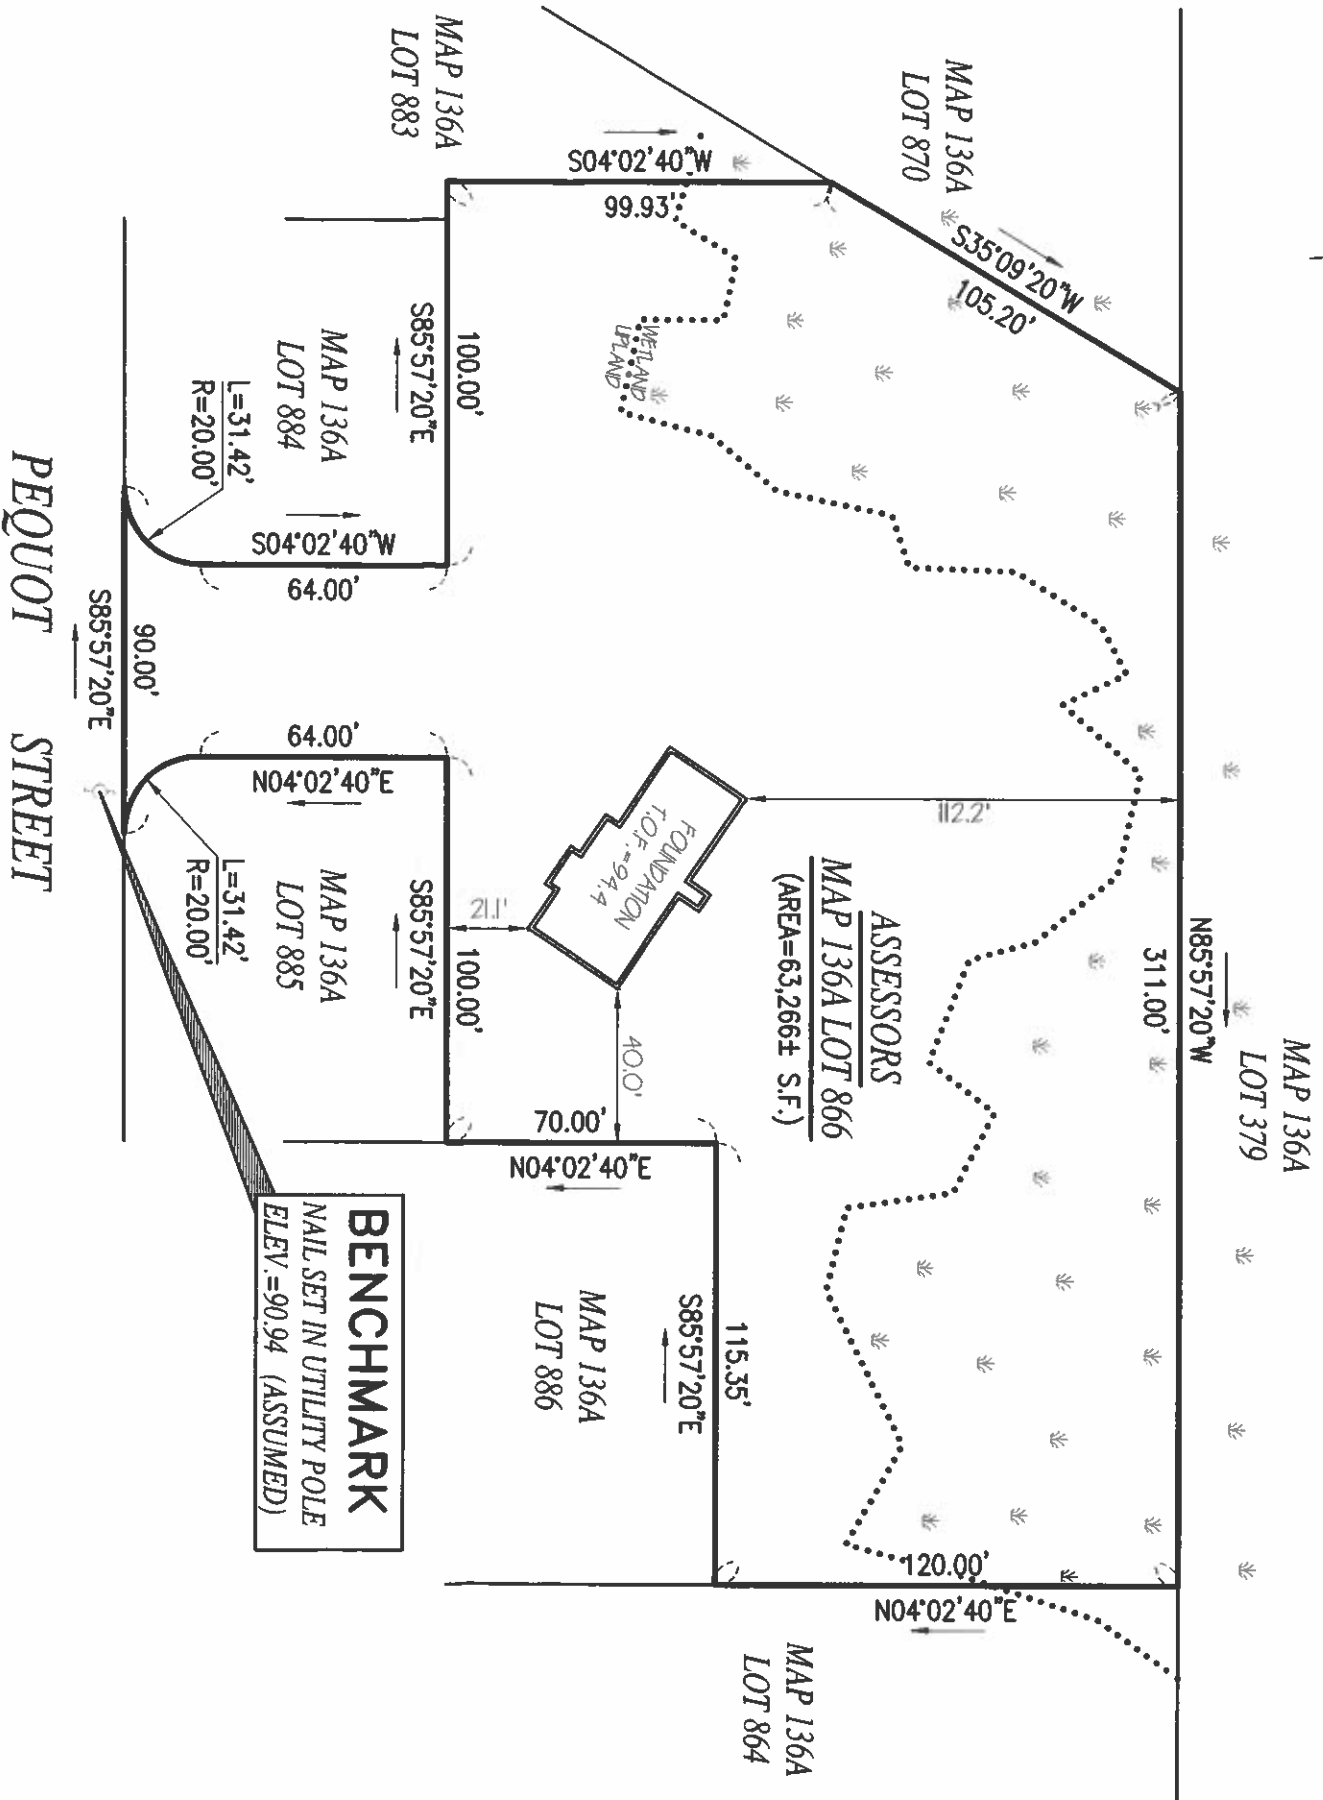 MAP 136A
LOT 379
N85°57'20"W
311.00'
MAP 136A
LOT 870
S35°09'20"W
105.20'
S04°02'40"W
99.93'
MAP 136A
LOT 883
WETLAND
UPLAND
112.2'
ASSESSORS
MAP 136A LOT 866
(AREA=63,266± S.F.)
FOUNDATION
T.O.F.=94.4
21.1'
40.0'
120.00'
N04°02'40"E
MAP 136A
LOT 864
115.35'
S85°57'20"E
MAP 136A
LOT 886
70.00'
N04°02'40"E
100.00'
S85°57'20"E
MAP 136A
LOT 884
L=31.42'
R=20.00'
S04°02'40"W
64.00'
64.00'
N04°02'40"E
100.00'
S85°57'20"E
MAP 136A
LOT 885
L=31.42'
R=20.00'
90.00'
S85°57'20"E
BENCHMARK
NAIL SET IN UTILITY POLE
ELEV.=90.94 (ASSUMED)
PEQUOT STREET